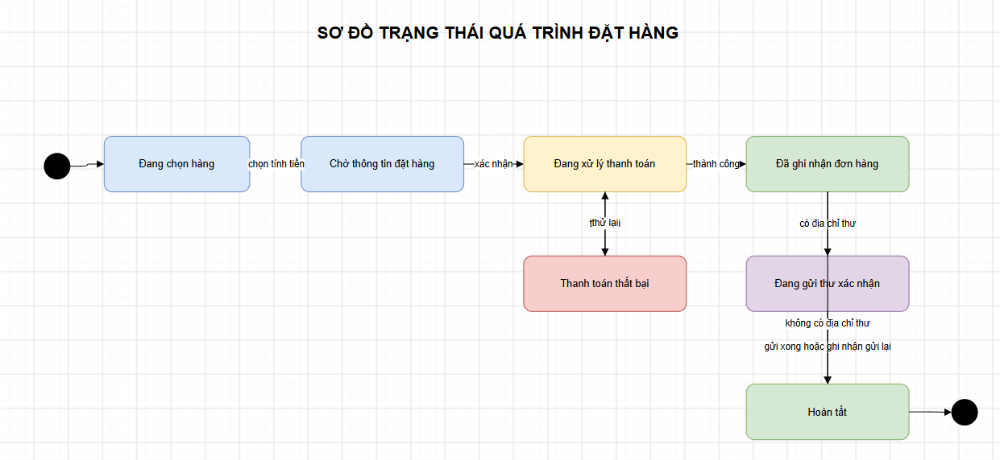 SƠ ĐỒ TRẠNG THÁI QUÁ TRÌNH ĐẶT HÀNG
Đang chọn hàng
chọn tính tiền
Chờ thông tin đặt hàng
xác nhận
Đang xử lý thanh toán
thành công
Đã ghi nhận đơn hàng
thử lại
có địa chỉ thư
Thanh toán thất bại
Đang gửi thư xác nhận
không có địa chỉ thư
gửi xong hoặc ghi nhận gửi lại
Hoàn tất